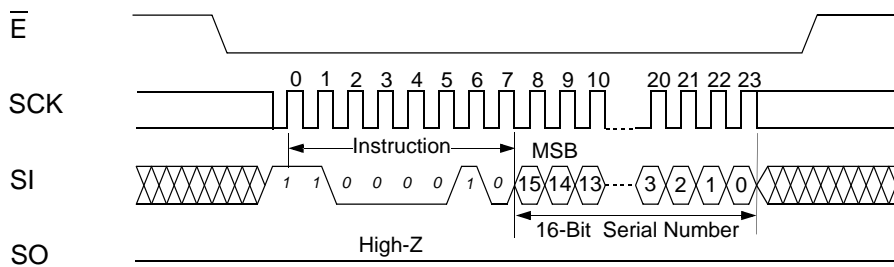 E
SCK 0 1 2 3 4 5 6 7 8 9 10 20 21 22 23
Instruction MSB
SI 1 1 0 0 0 0 1 0 15 14 13 3 2 1 0
16-Bit Serial Number
High-Z
SO